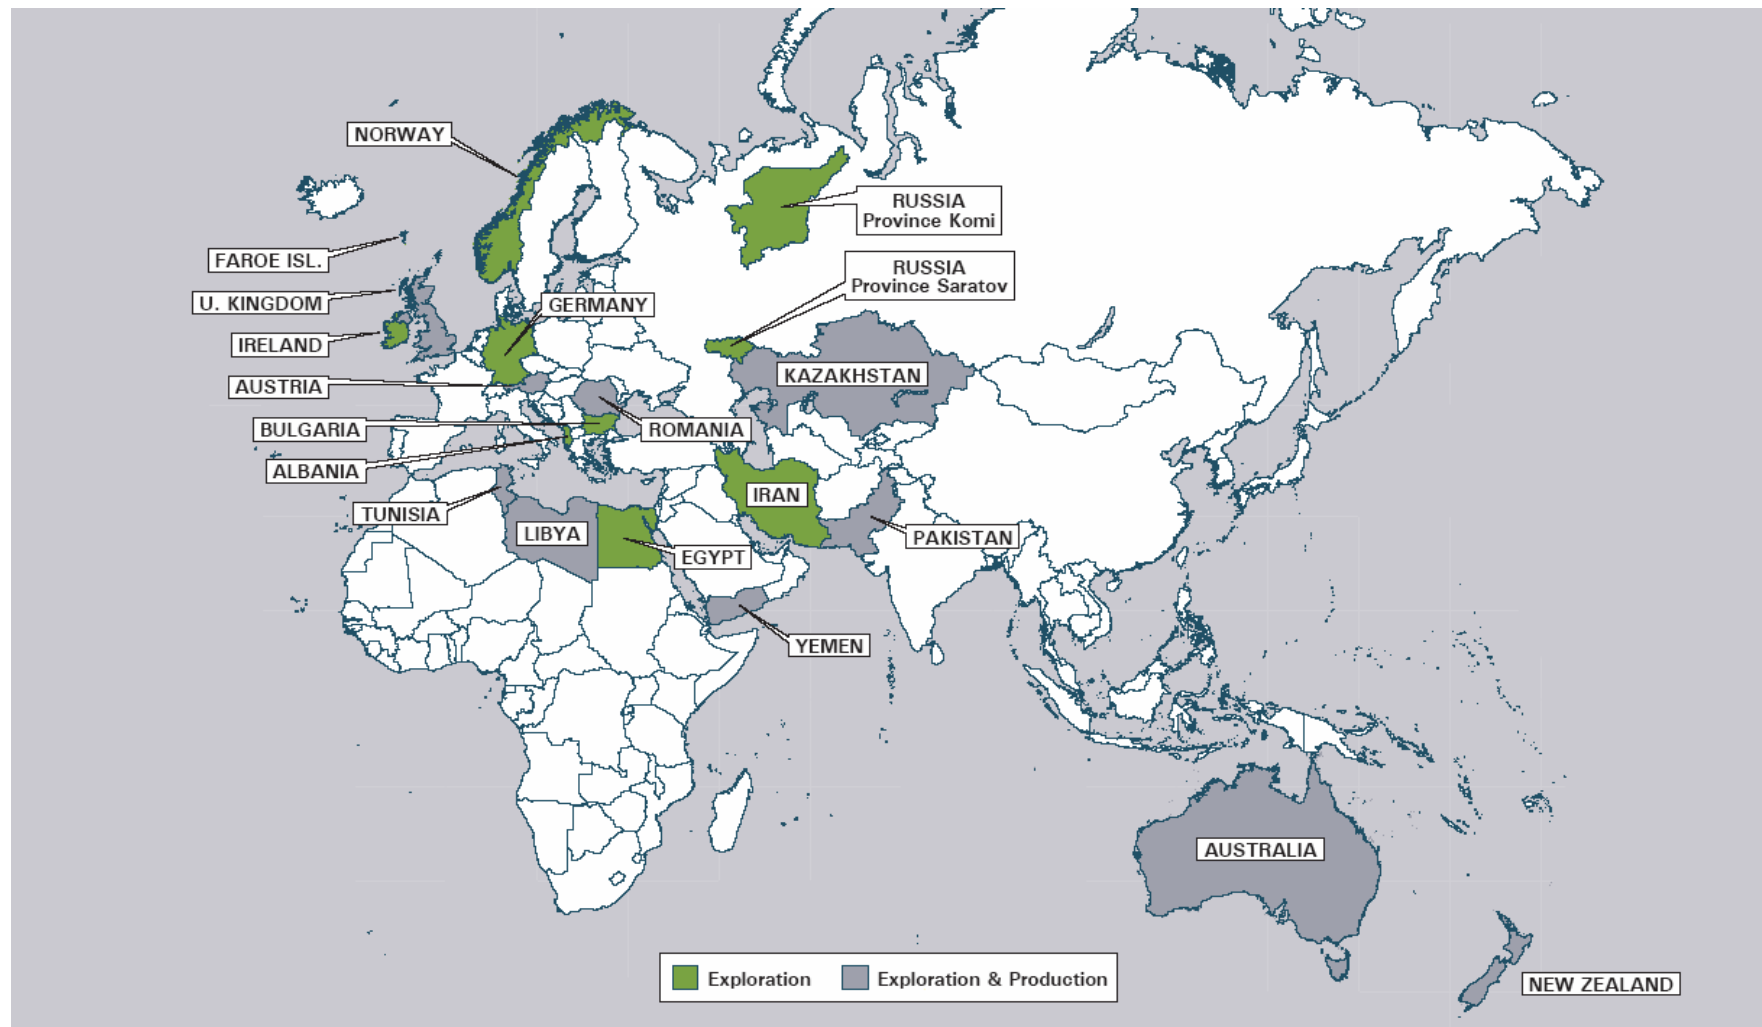 NORWAY
RUSSIA
Province Komi
FAROE ISL.
RUSSIA
Province Saratov
U. KINGDOM
GERMANY
IRELAND
KAZAKHSTAN
AUSTRIA
BULGARIA
ROMANIA
ALBANIA
IRAN
TUNISIA
LIBYA
PAKISTAN
EGYPT
YEMEN
AUSTRALIA
Exploration
Exploration & Production
NEW ZEALAND